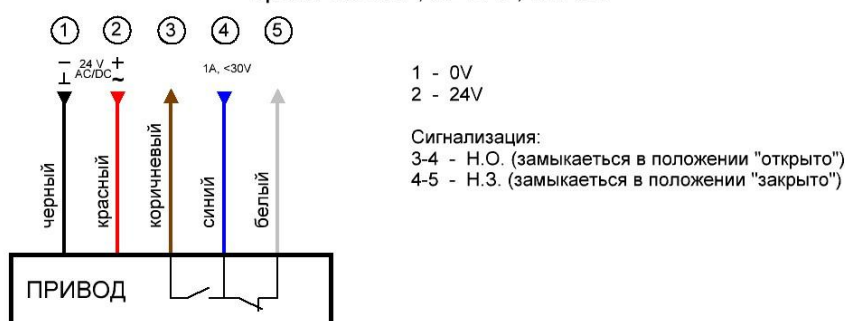 1 2 3 4 5
− 24 V +
⊥ AC/DC ~
1A, <30V
черный
красный
коричневый
синий
белый
ПРИВОД
1 - 0V
2 - 24V
Сигнализация:
3-4 - Н.О. (замыкаеться в положении "открыто")
4-5 - Н.З. (замыкаеться в положении "закрыто")